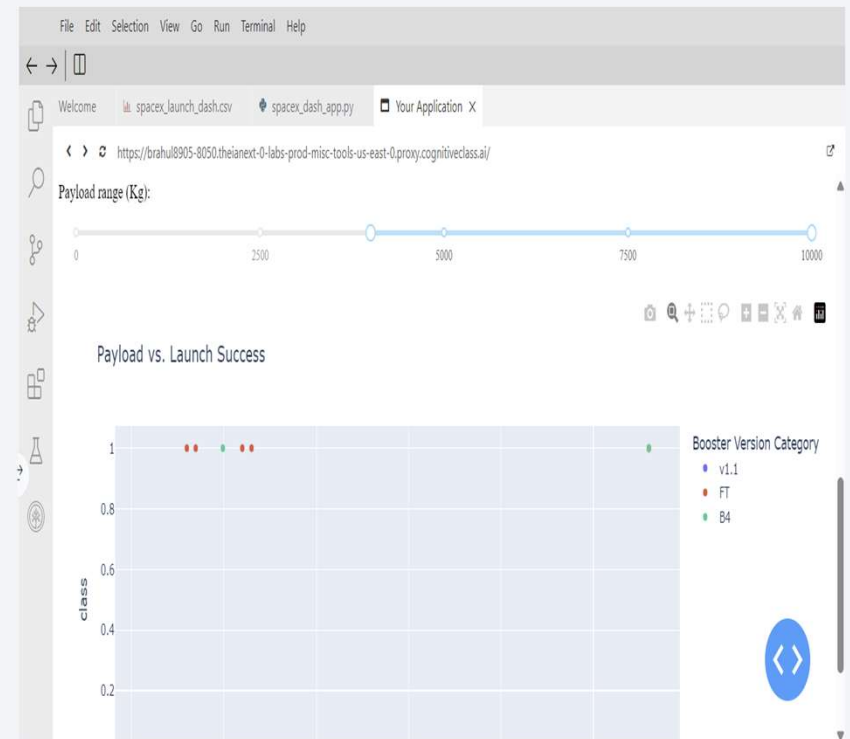 File Edit Selection View Go Run Terminal Help
Welcome spacex_launch_dash.csv spacex_dash_app.py Your Application
https://brahul8905-8050.theianext-0-labs-prod-misc-tools-us-east-0.proxy.cognitiveclass.ai/
Payload range (Kg):
0 2500 5000 7500 10000
Payload vs. Launch Success
Booster Version Category
v1.1
FT
B4
1
0.8
0.6
0.4
0.2
class